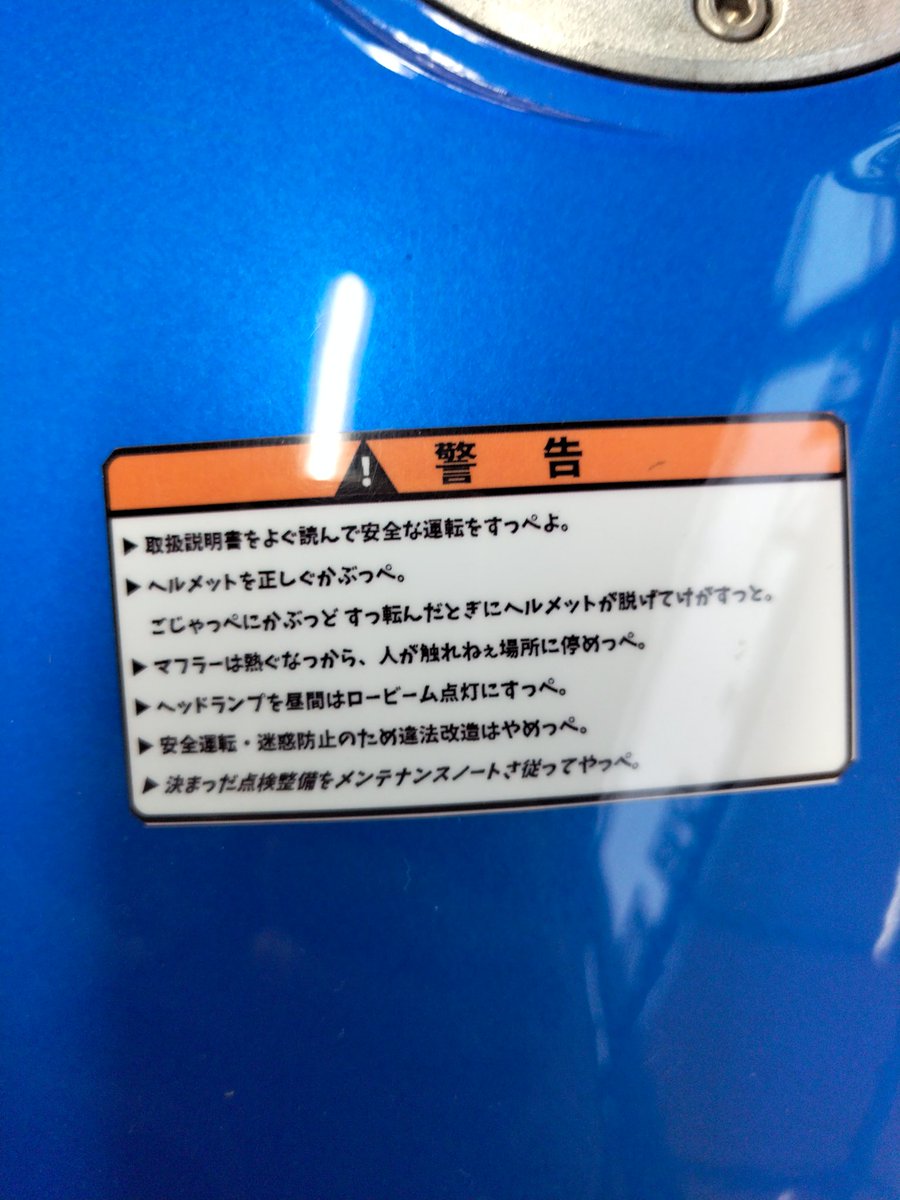 警告
▶取扱説明書をよぐ読んで安全な運転をすっぺよ。
▶ヘルメットを正しぐかぶっぺ。
ごじゃっぺにかぶっど すっ転んだとぎにヘルメットが脱げてけがすっと。
▶マフラーは熱ぐなっから、人が触れねぇ場所に停めっぺ。
▶ヘッドランプを昼間はロービーム点灯にすっぺ。
▶安全運転・迷惑防止のため違法改造はやめっぺ。
▶決まっだ点検整備をメンテナンスノートさ従ってやっぺ。